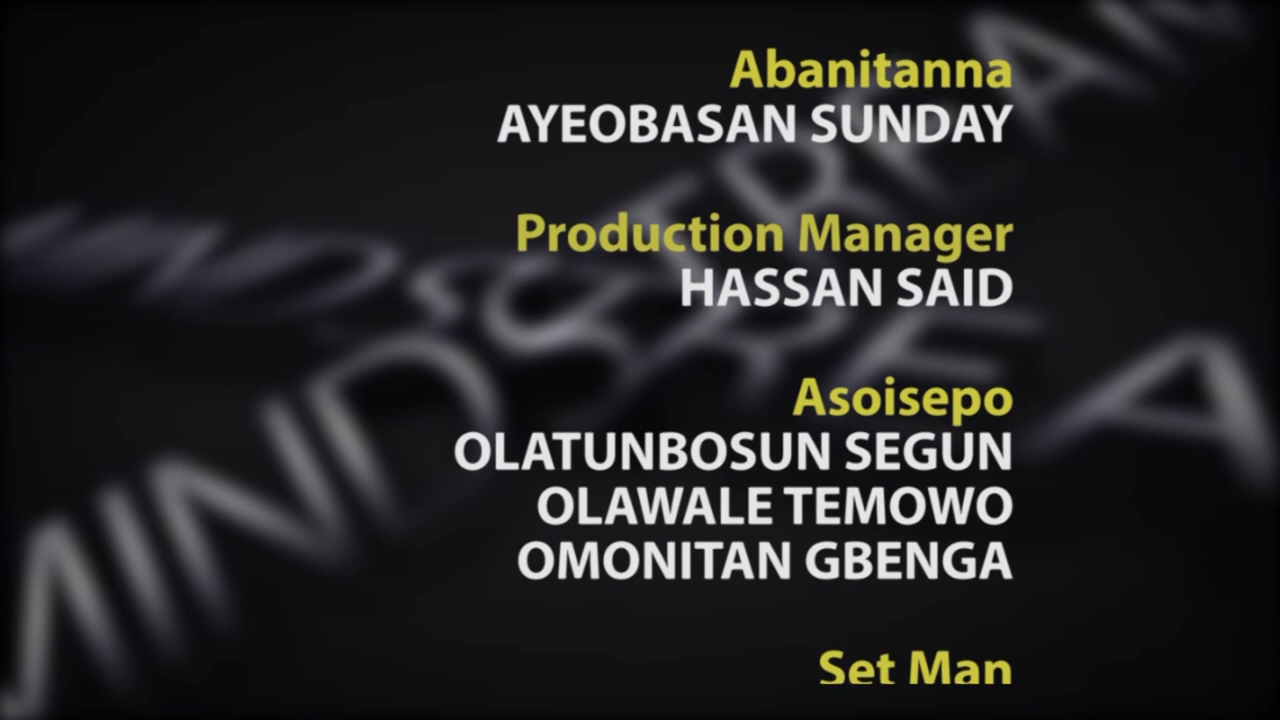 Abanitanna
AYEOBASAN SUNDAY
Production Manager
HASSAN SAID
Asoisepo
OLATUNBOSUN SEGUN
OLAWALE TEMOWO
OMONITAN GBENGA
Set Man